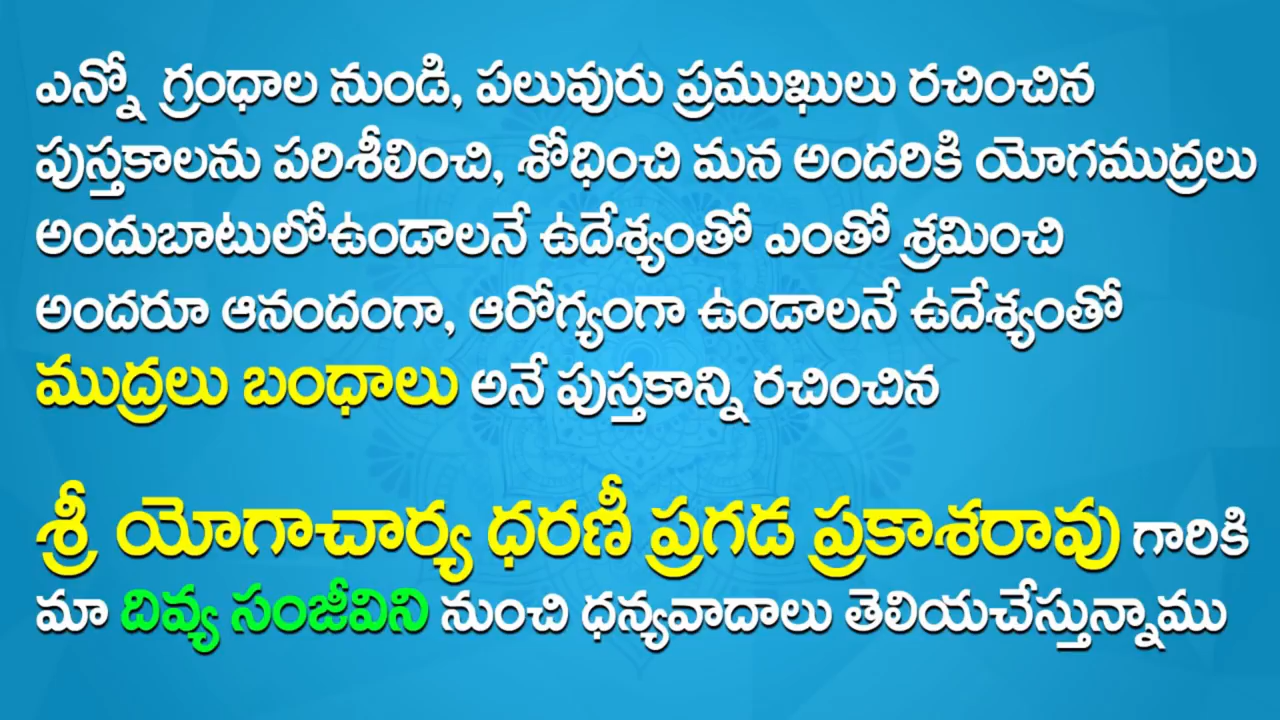 ఎన్నో గ్రంధాల నుండి, పలువురు ప్రముఖులు రచించిన
పుస్తకాలను పరిశీలించి, శోధించి మన అందరికి యోగముద్రలు
అందుబాటులోఉండాలనే ఉదేశ్యంతో ఎంతో శ్రమించి
అందరూ ఆనందంగా, ఆరోగ్యంగా ఉండాలనే ఉదేశ్యంతో
ముద్రలు బంధాలు అనే పుస్తకాన్ని రచించిన
శ్రీ యోగాచార్య ధరణీ ప్రగడ ప్రకాశరావు గారికి
మా దివ్య సంజీవిని నుంచి ధన్యవాదాలు తెలియచేస్తున్నాము